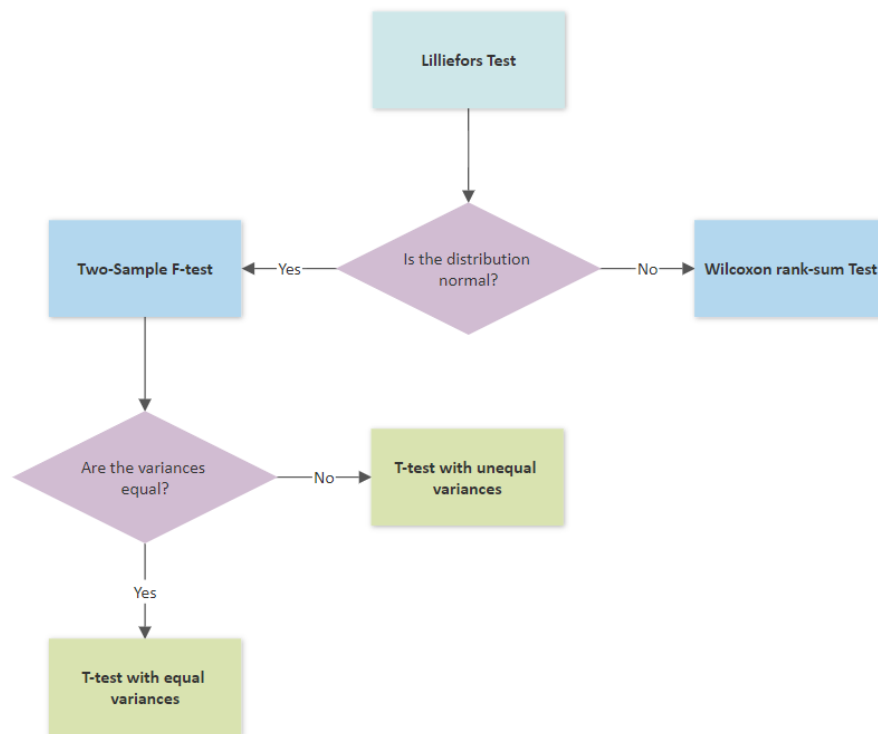 Lilliefors Test
Is the distribution
normal?
Yes
No
Two-Sample F-test
Wilcoxon rank-sum Test
Are the variances
equal?
No
T-test with unequal
variances
Yes
T-test with equal
variances